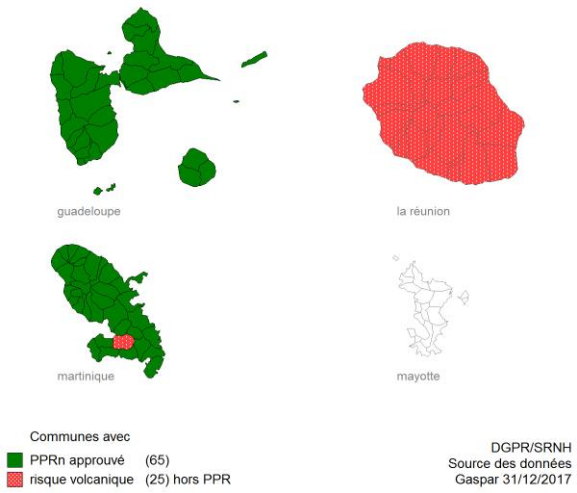 guadeloupe
la réunion
martinique
mayotte
Communes avec
PPRn approuvé (65)
risque volcanique (25) hors PPR
DGPR/SRNH
Source des données
Gaspar 31/12/2017